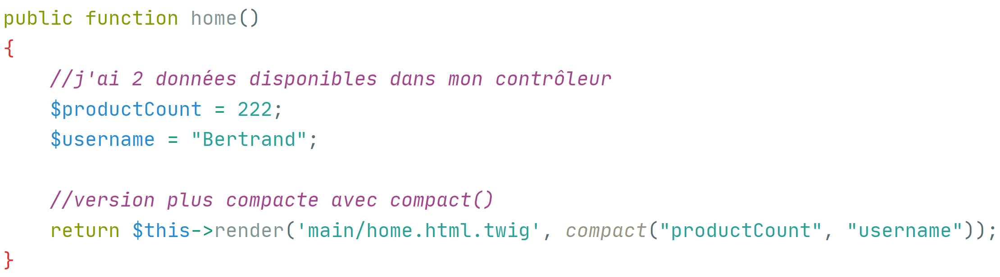 public function home()
{
    //j'ai 2 données disponibles dans mon contrôleur
    $productCount = 222;
    $username = "Bertrand";
    //version plus compacte avec compact()
    return $this->render('main/home.html.twig', compact("productCount", "username"));
}